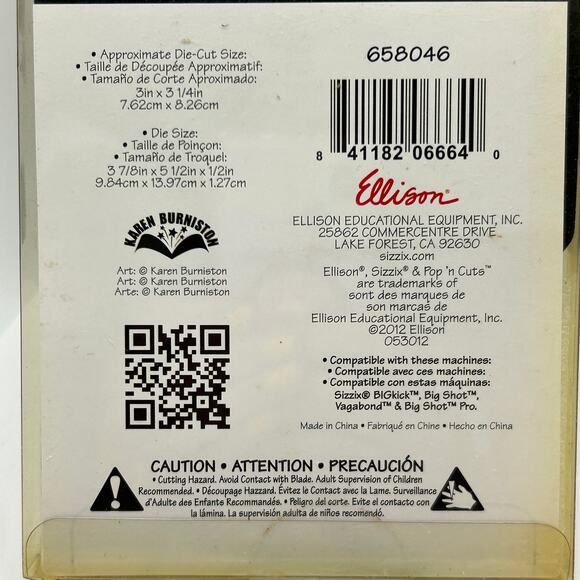 • Approximate Die-Cut Size:
• Taille de Découpée Approximatif:
• Tamaño de Corte Aproximado:
3in x 3 1/4in
7.62cm x 8.26cm
• Die Size:
• Taille de Poinçon:
• Tamaño de Troquel:
3 7/8in x 5 1/2in x 1/2in
9.84cm x 13.97cm x 1.27cm
KAREN BURNISTON
Art: © Karen Burniston
Art: © Karen Burniston
Arte: © Karen Burniston
658046
8 41182 06664 0
Ellison®
ELLISON EDUCATIONAL EQUIPMENT, INC.
25862 COMMERCENTRE DRIVE
LAKE FOREST, CA 92630
sizzix.com
Ellison®, Sizzix® & Pop 'n Cuts™
are trademarks of
sont des marques de
son marcas de
Ellison Educational Equipment, Inc.
©2012 Ellison
053012
• Compatible with these machines:
• Compatible avec ces machines:
• Compatible con estas máquinas:
Sizzix® BIGkick™, Big Shot™,
Vagabond™ & Big Shot™ Pro.
Made in China • Fabriqué en Chine • Hecho en China
CAUTION • ATTENTION • PRECAUCIÓN
• Cutting Hazard. Avoid Contact with Blade. Adult Supervision of Children
Recommended. • Découpage Hazzard. Évitez le Contact avec la Lame. Surveillance
d'Adulte des Enfants Recommandés. • Peligro del corte. Evite el contacto con
la lámina. La supervisión adulta de niños recomendó.